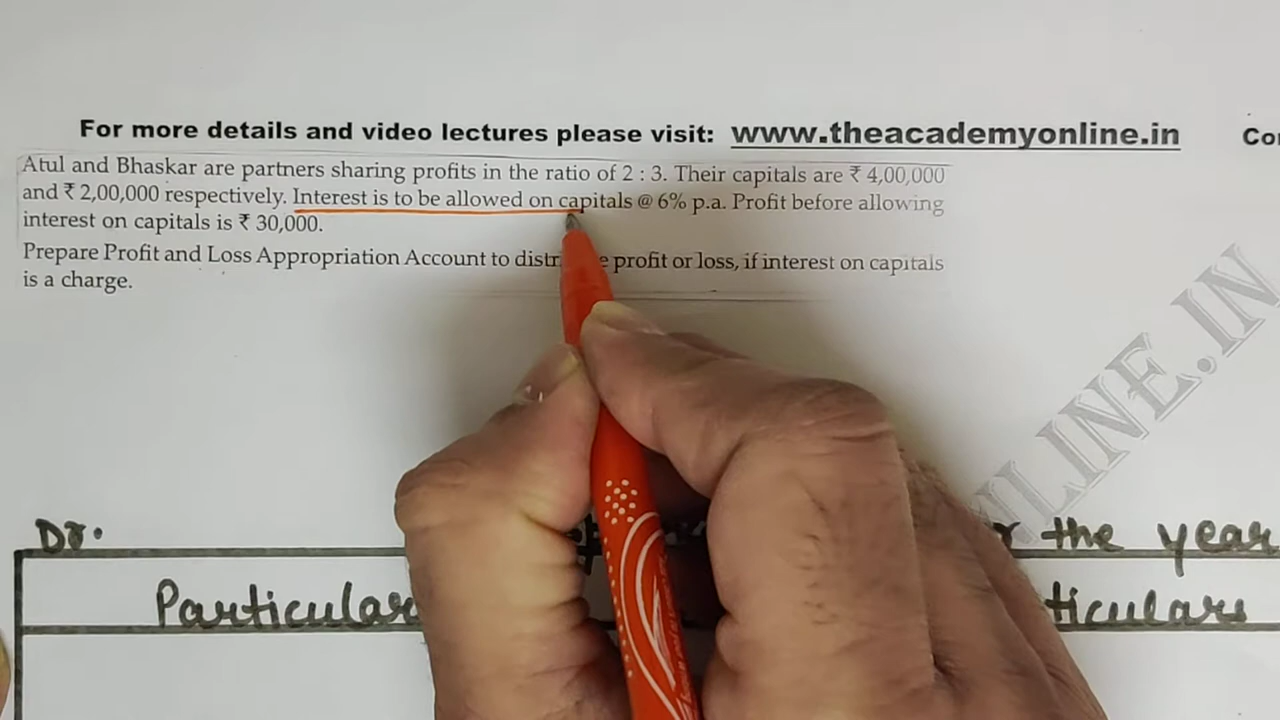 For more details and video lectures please visit: www.theacademyonline.in
Atul and Bhaskar are partners sharing profits in the ratio of 2 : 3. Their capitals are ₹ 4,00,000
and ₹ 2,00,000 respectively. Interest is to be allowed on capitals @ 6% p.a. Profit before allowing
interest on capitals is ₹ 30,000.
Prepare Profit and Loss Appropriation Account to distr e profit or loss, if interest on capitals
is a charge.
LINE.IN
Dr. the year
Particular ticulars